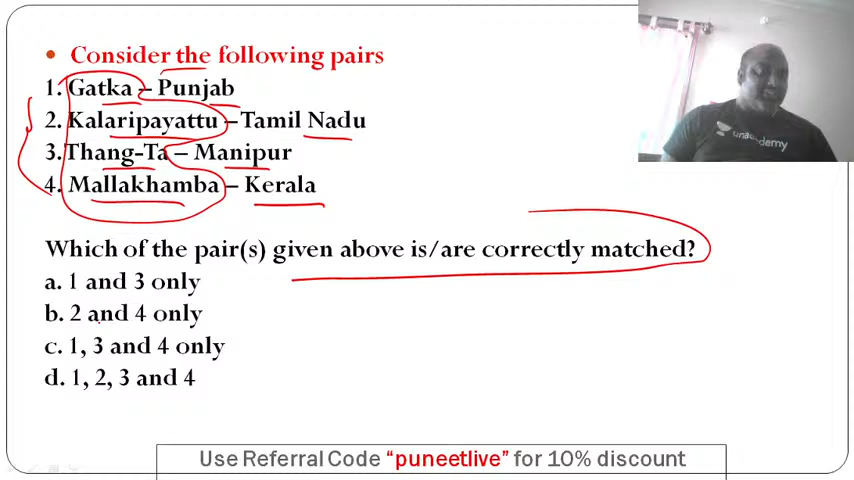 Consider the following pairs
1. Gatka – Punjab
2. Kalaripayattu –Tamil Nadu
3.Thang-Ta – Manipur
4. Mallakhamba – Kerala
Which of the pair(s) given above is/are correctly matched?
a. 1 and 3 only
b. 2 and 4 only
c. 1, 3 and 4 only
d. 1, 2, 3 and 4
unacademy
Use Referral Code “puneetlive” for 10% discount